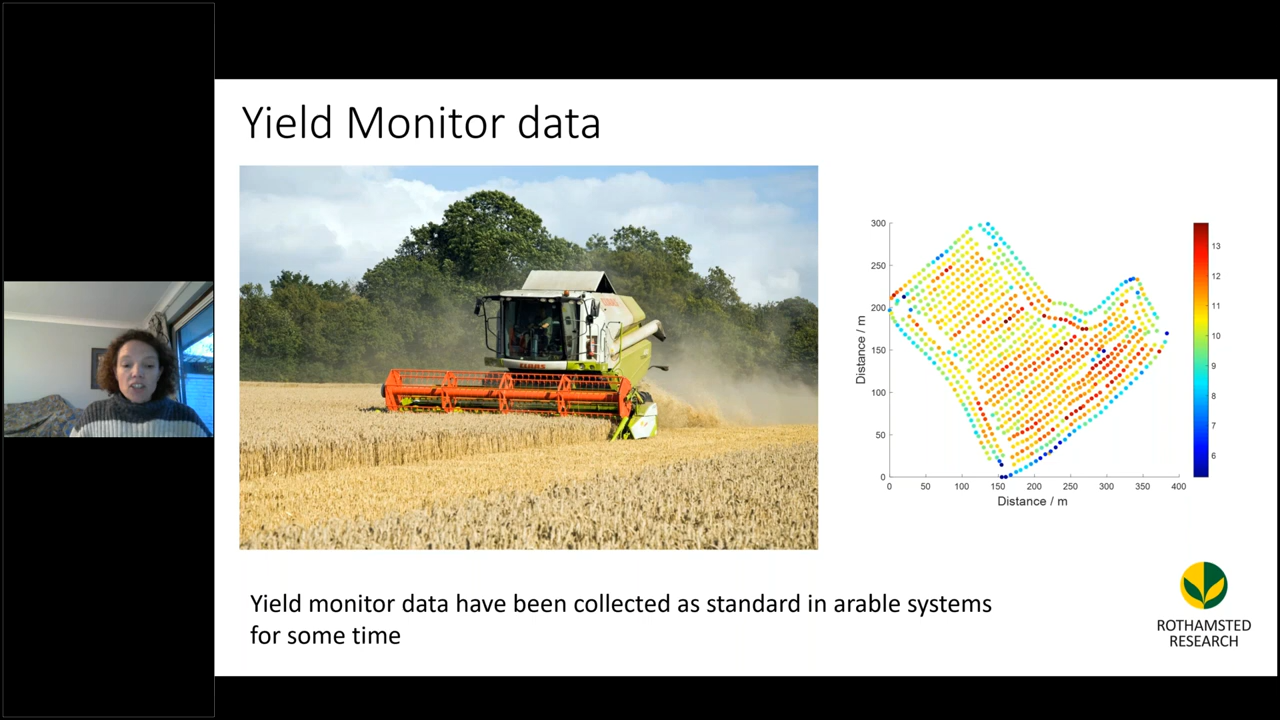 Yield Monitor data
CLAAS
300
250
200
150
100
50
0
Distance / m
0 50 100 150 200 250 300 350 400
Distance / m
13
12
11
10
9
8
7
6
Yield monitor data have been collected as standard in arable systems
for some time
ROTHAMSTED
RESEARCH